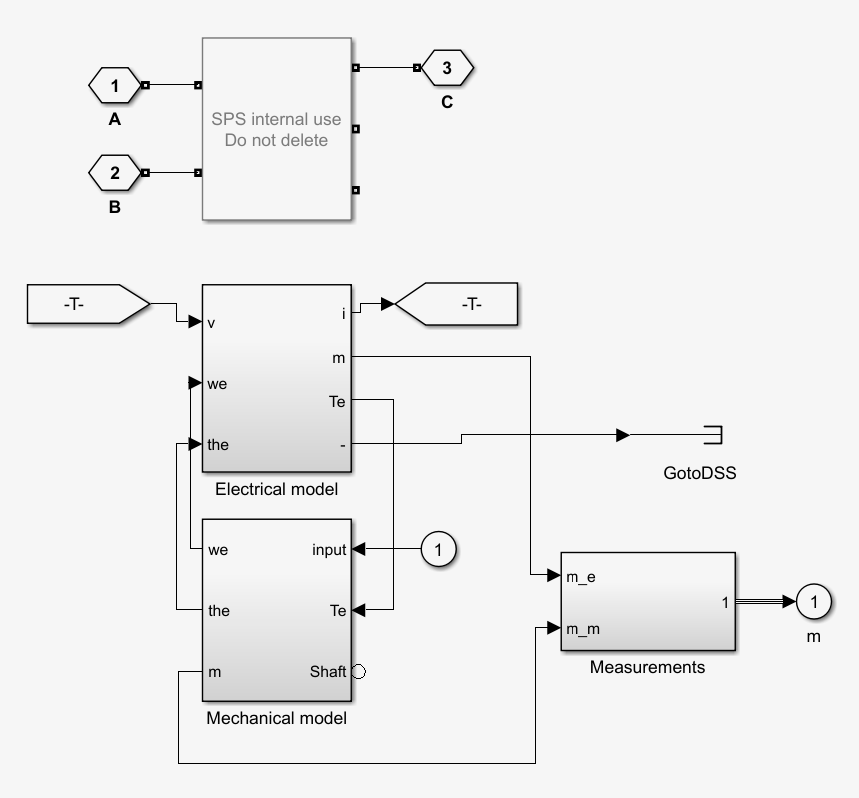 1
A
2
B
SPS internal use
Do not delete
3
C
-T-
v
we
the
i
m
Te
-
Electrical model
-T-
GotoDSS
we
the
m
input
Te
Shaft
Mechanical model
1
m_e
m_m
1
Measurements
1
m